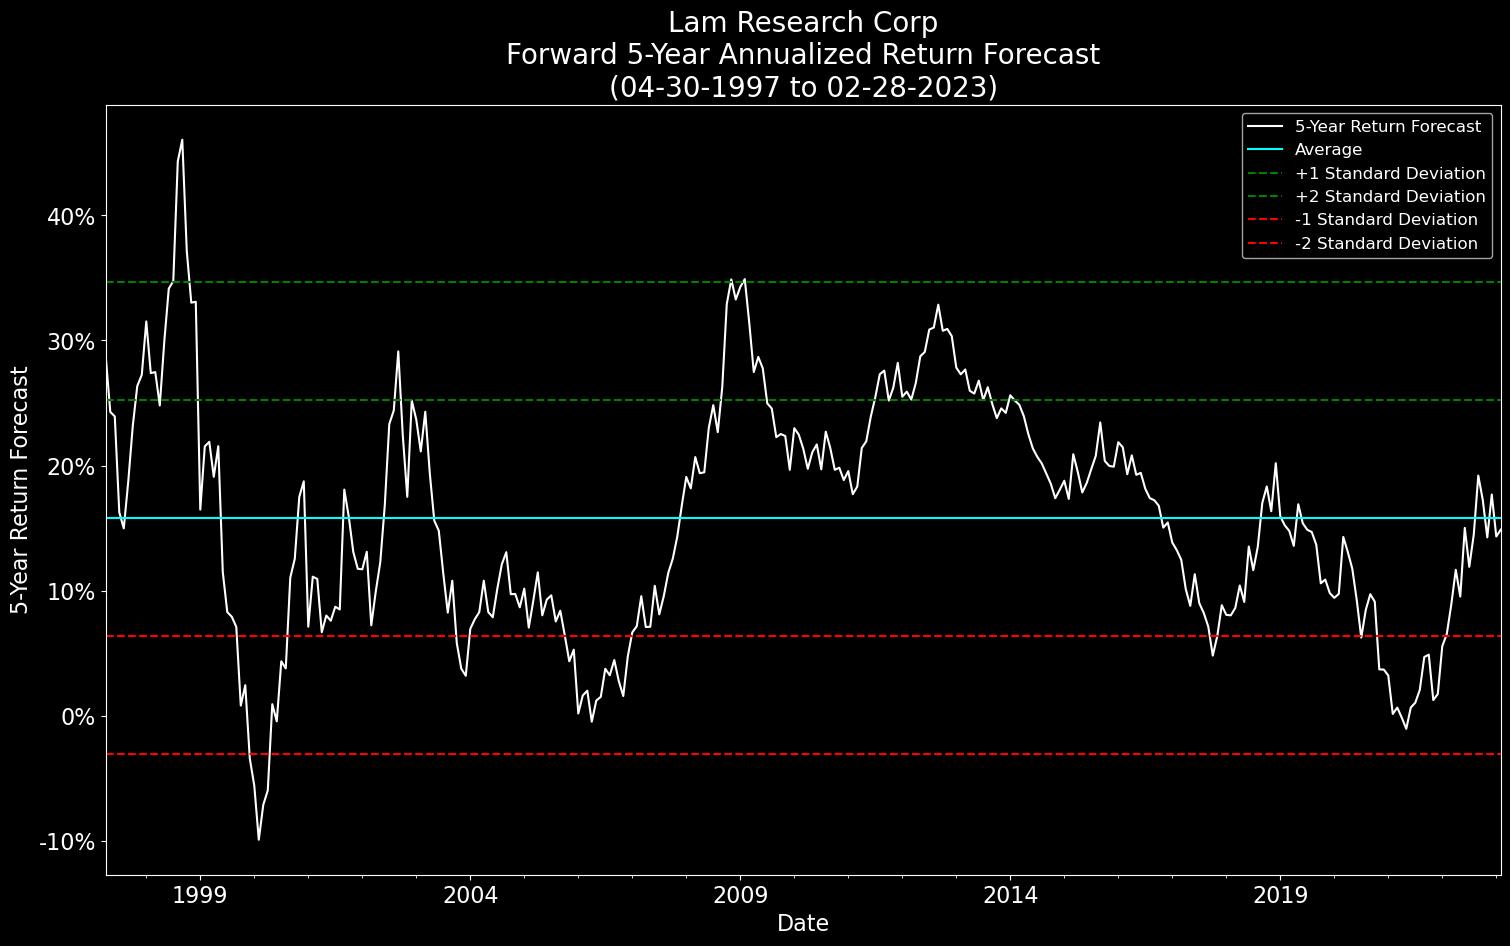 Lam Research Corp
Forward 5-Year Annualized Return Forecast
(04-30-1997 to 02-28-2023)
5-Year Return Forecast
Average
+1 Standard Deviation
+2 Standard Deviation
-1 Standard Deviation
-2 Standard Deviation
5-Year Return Forecast
40%
30%
20%
10%
0%
-10%
1999
2004
2009
2014
2019
Date